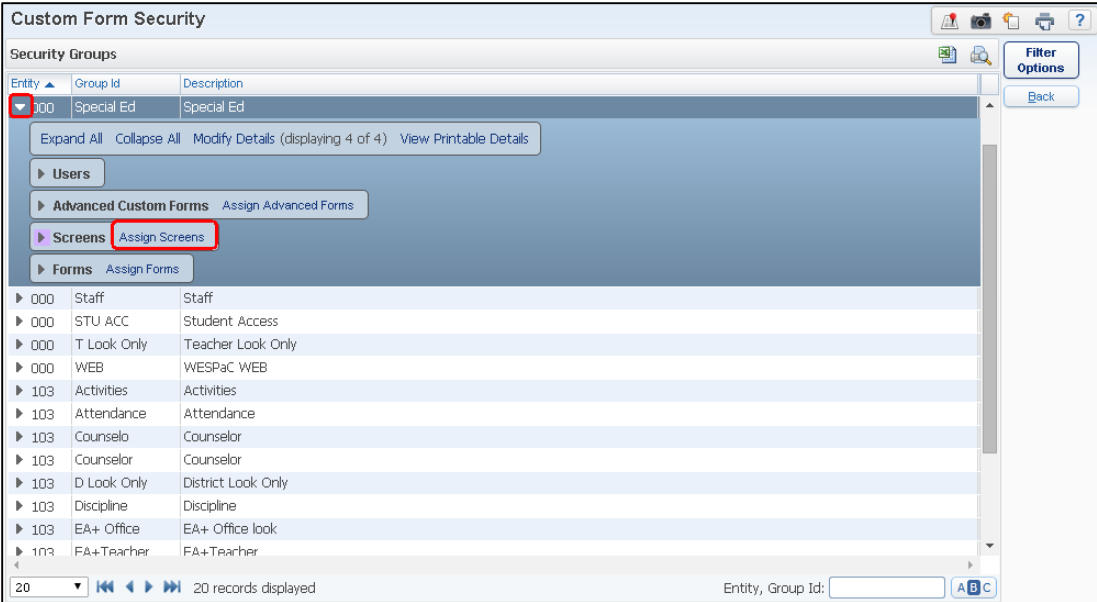 Custom Form Security
?
Security Groups
Filter Options
Back
Entity Group Id Description
000 Special Ed Special Ed
Expand All Collapse All Modify Details (displaying 4 of 4) View Printable Details
Users
Advanced Custom Forms Assign Advanced Forms
Screens Assign Screens
Forms Assign Forms
000 Staff Staff
000 STU ACC Student Access
000 T Look Only Teacher Look Only
000 WEB WESPaC WEB
103 Activities Activities
103 Attendance Attendance
103 Counselo Counselor
103 Counselor Counselor
103 D Look Only District Look Only
103 Discipline Discipline
103 EA+ Office EA+ Office look
103 EA+Teacher EA+Teacher
20 20 records displayed Entity, Group Id: A B C